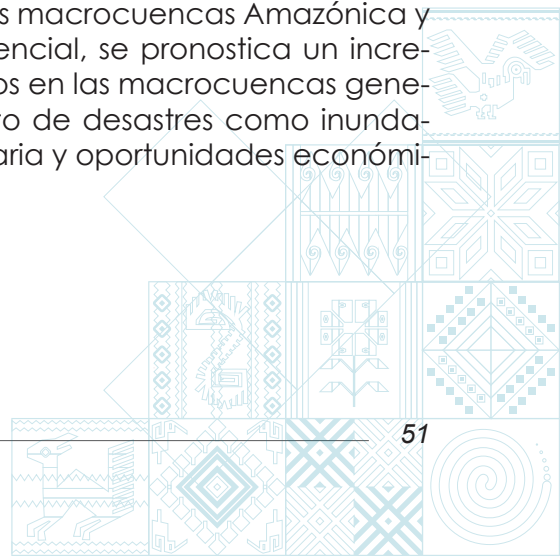 s macrocuencas Amazónica y
encial, se pronostica un incre-
os en las macrocuencas gene-
o de desastres como inunda-
aria y oportunidades económi-
51